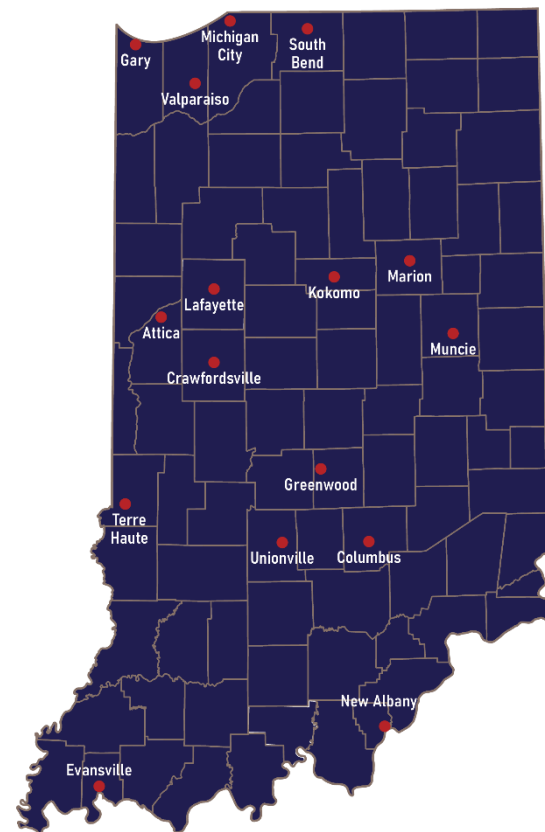 Michigan
City
South
Bend
Gary
Valparaiso
Marion
Kokomo
Lafayette
Attica
Muncie
Crawfordsville
Greenwood
Terre
Haute
Unionville
Columbus
New Albany
Evansville